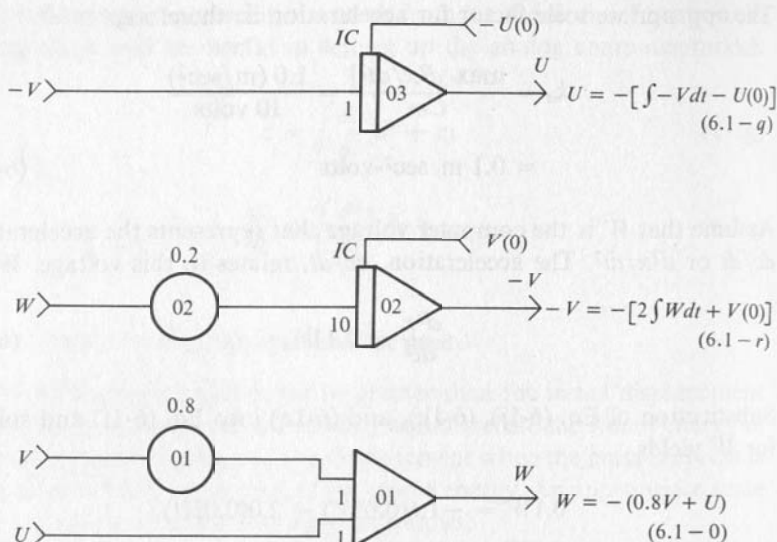 IC
- U(0)
U
-V
1
03
U = -[ ∫ -Vdt - U(0)]
(6.1 - q)
IC
V(0)
-V
0.2
W
02
10
02
- V = -[2 ∫ Wdt + V(0)]
(6.1 - r)
0.8
V
01
W
1
01
W = - (0.8V + U)
(6.1 - 0)
U
1